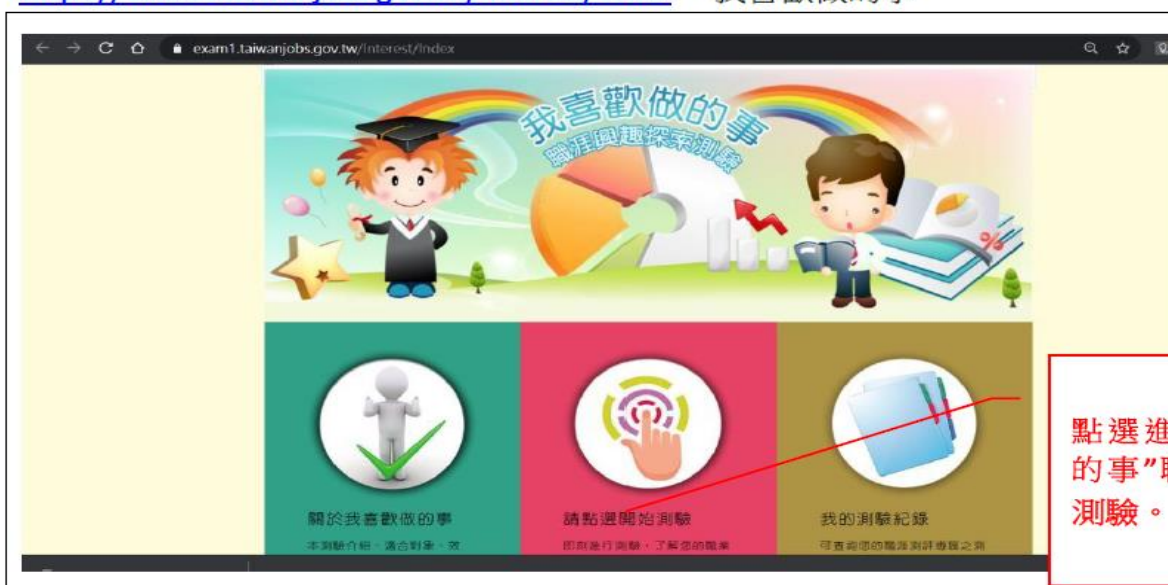 exam1.taiwanjobs.gov.tw/Interest/Index
我喜歡做的事
職涯興趣探索測驗
關於我喜歡做的事
請點選開始測驗
我的測驗紀錄
本測驗介紹、適合對象、效
即刻進行測驗，了解您的職業
可查詢您的職涯測評專區之測
點選進
的事"
測驗。